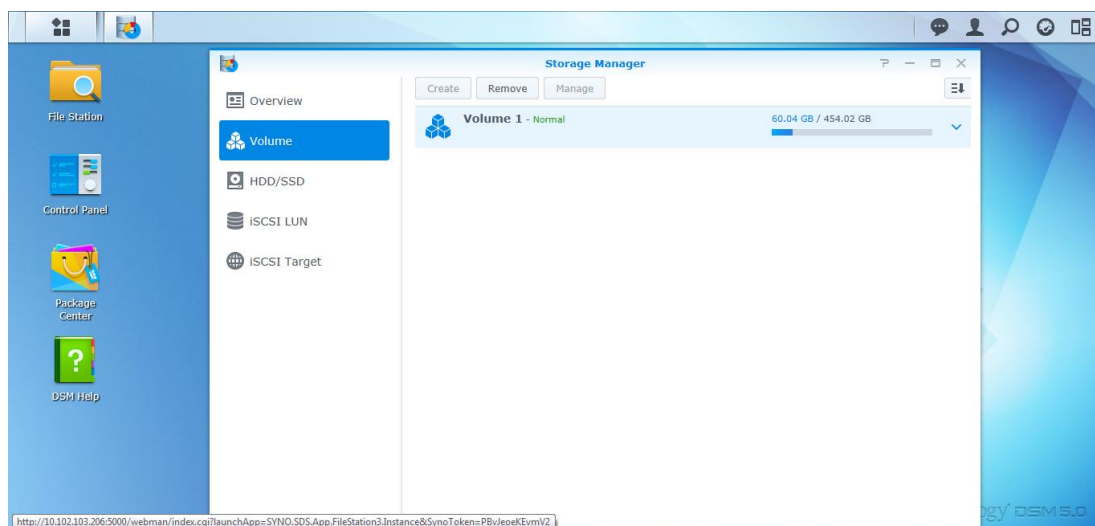 Storage Manager
File Station
Control Panel
Package
Center
DSM Help
Overview
Volume
HDD/SSD
iSCSI LUN
iSCSI Target
Create Remove Manage
Volume 1 - Normal
60.04 GB / 454.02 GB
http://10.102.103.206:5000/webman/index.cgi?launchApp=SYNO.SDS.App.FileStation3.Instance&SynoToken=PBvJeoeKEvmV2
DSM 5.0